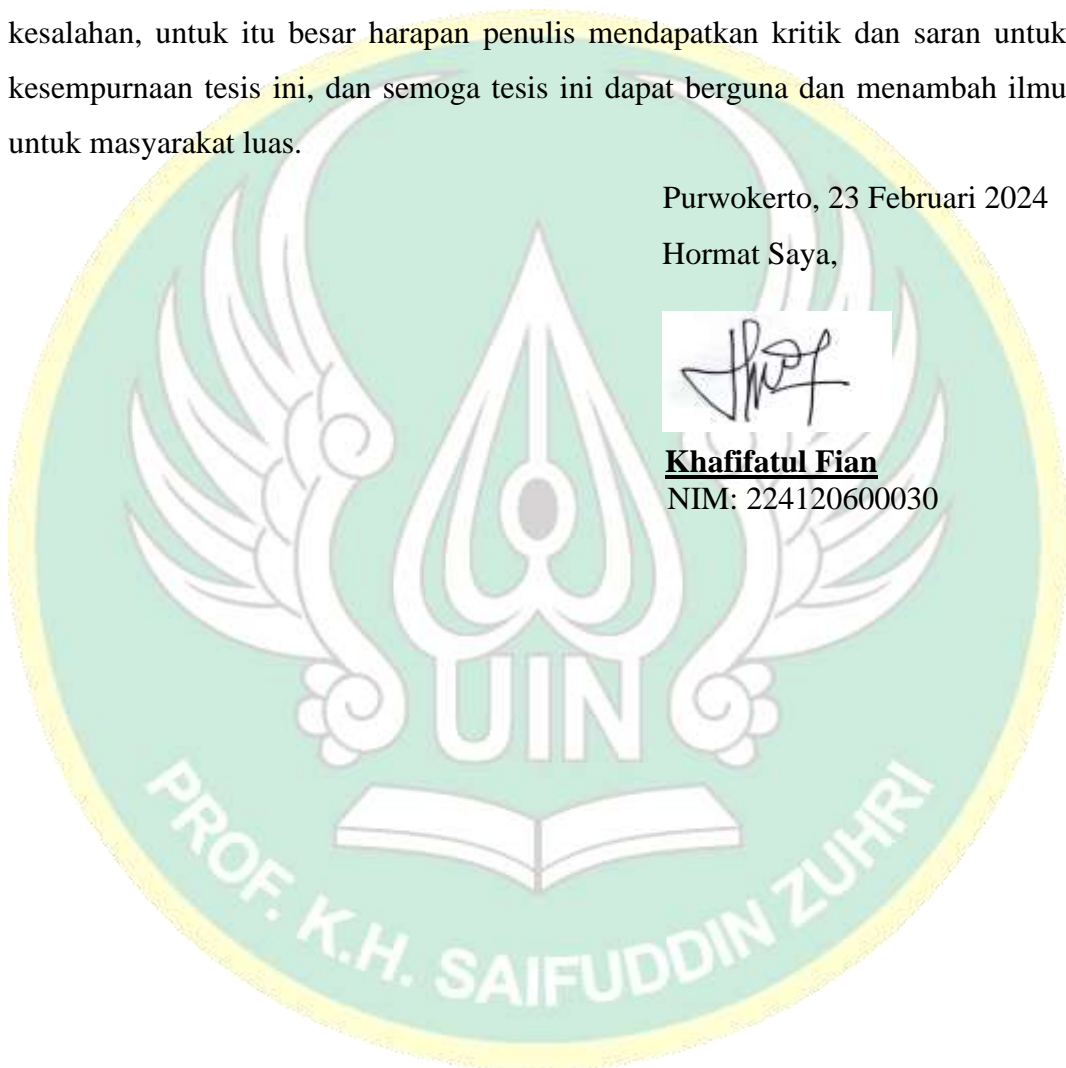 kesalahan, untuk itu besar harapan penulis mendapatkan kritik dan saran untuk
kesempurnaan tesis ini, dan semoga tesis ini dapat berguna dan menambah ilmu
untuk masyarakat luas.
Purwokerto, 23 Februari 2024
Hormat Saya,
Khafifatul Fian
NIM: 224120600030
UIN
PROF. K.H. SAIFUDDIN ZUHRI